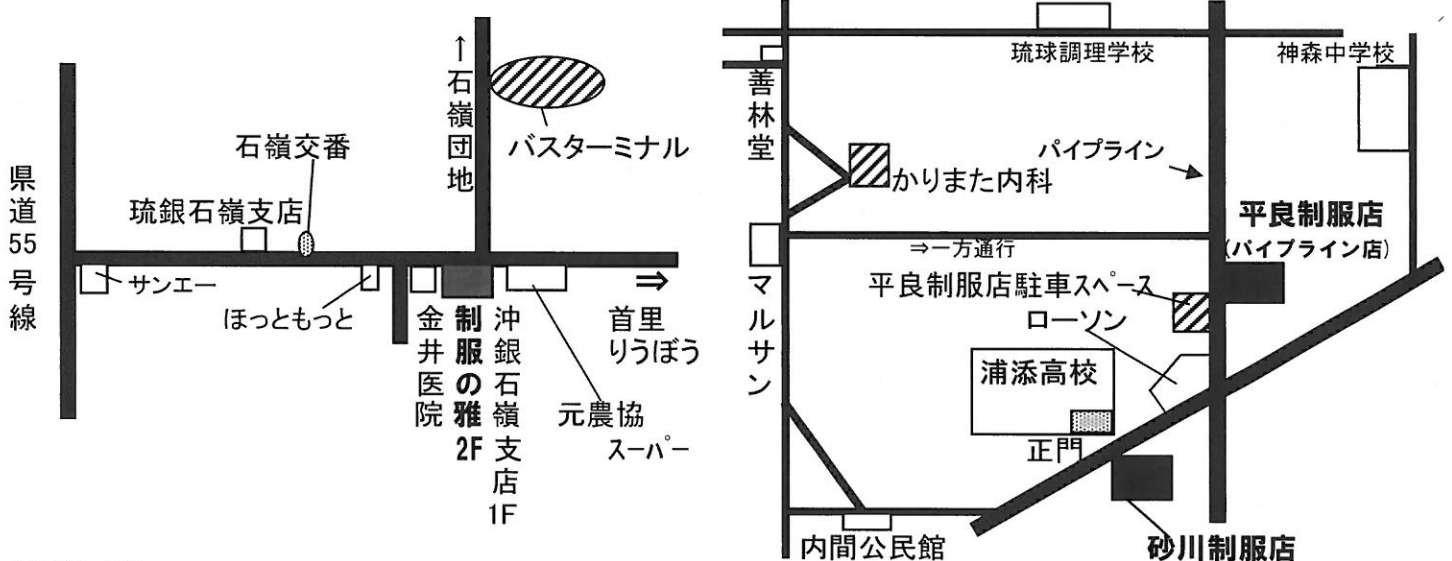 ↑石嶺団地
バスターミナル
石嶺交番
琉銀石嶺支店
県道55号線
サンエー
ほっともっと
金井医院
制服の雅2F
沖銀石嶺支店1F
元農協
スーパー
⇒
首里
りうぼう
琉球調理学校
神森中学校
善林堂
パイプライン
かりまた内科
平良制服店
(パイプライン店)
⇒一方通行
マルサン
平良制服店駐車スペース
ローソン
浦添高校
正門
内間公民館
砂川制服店